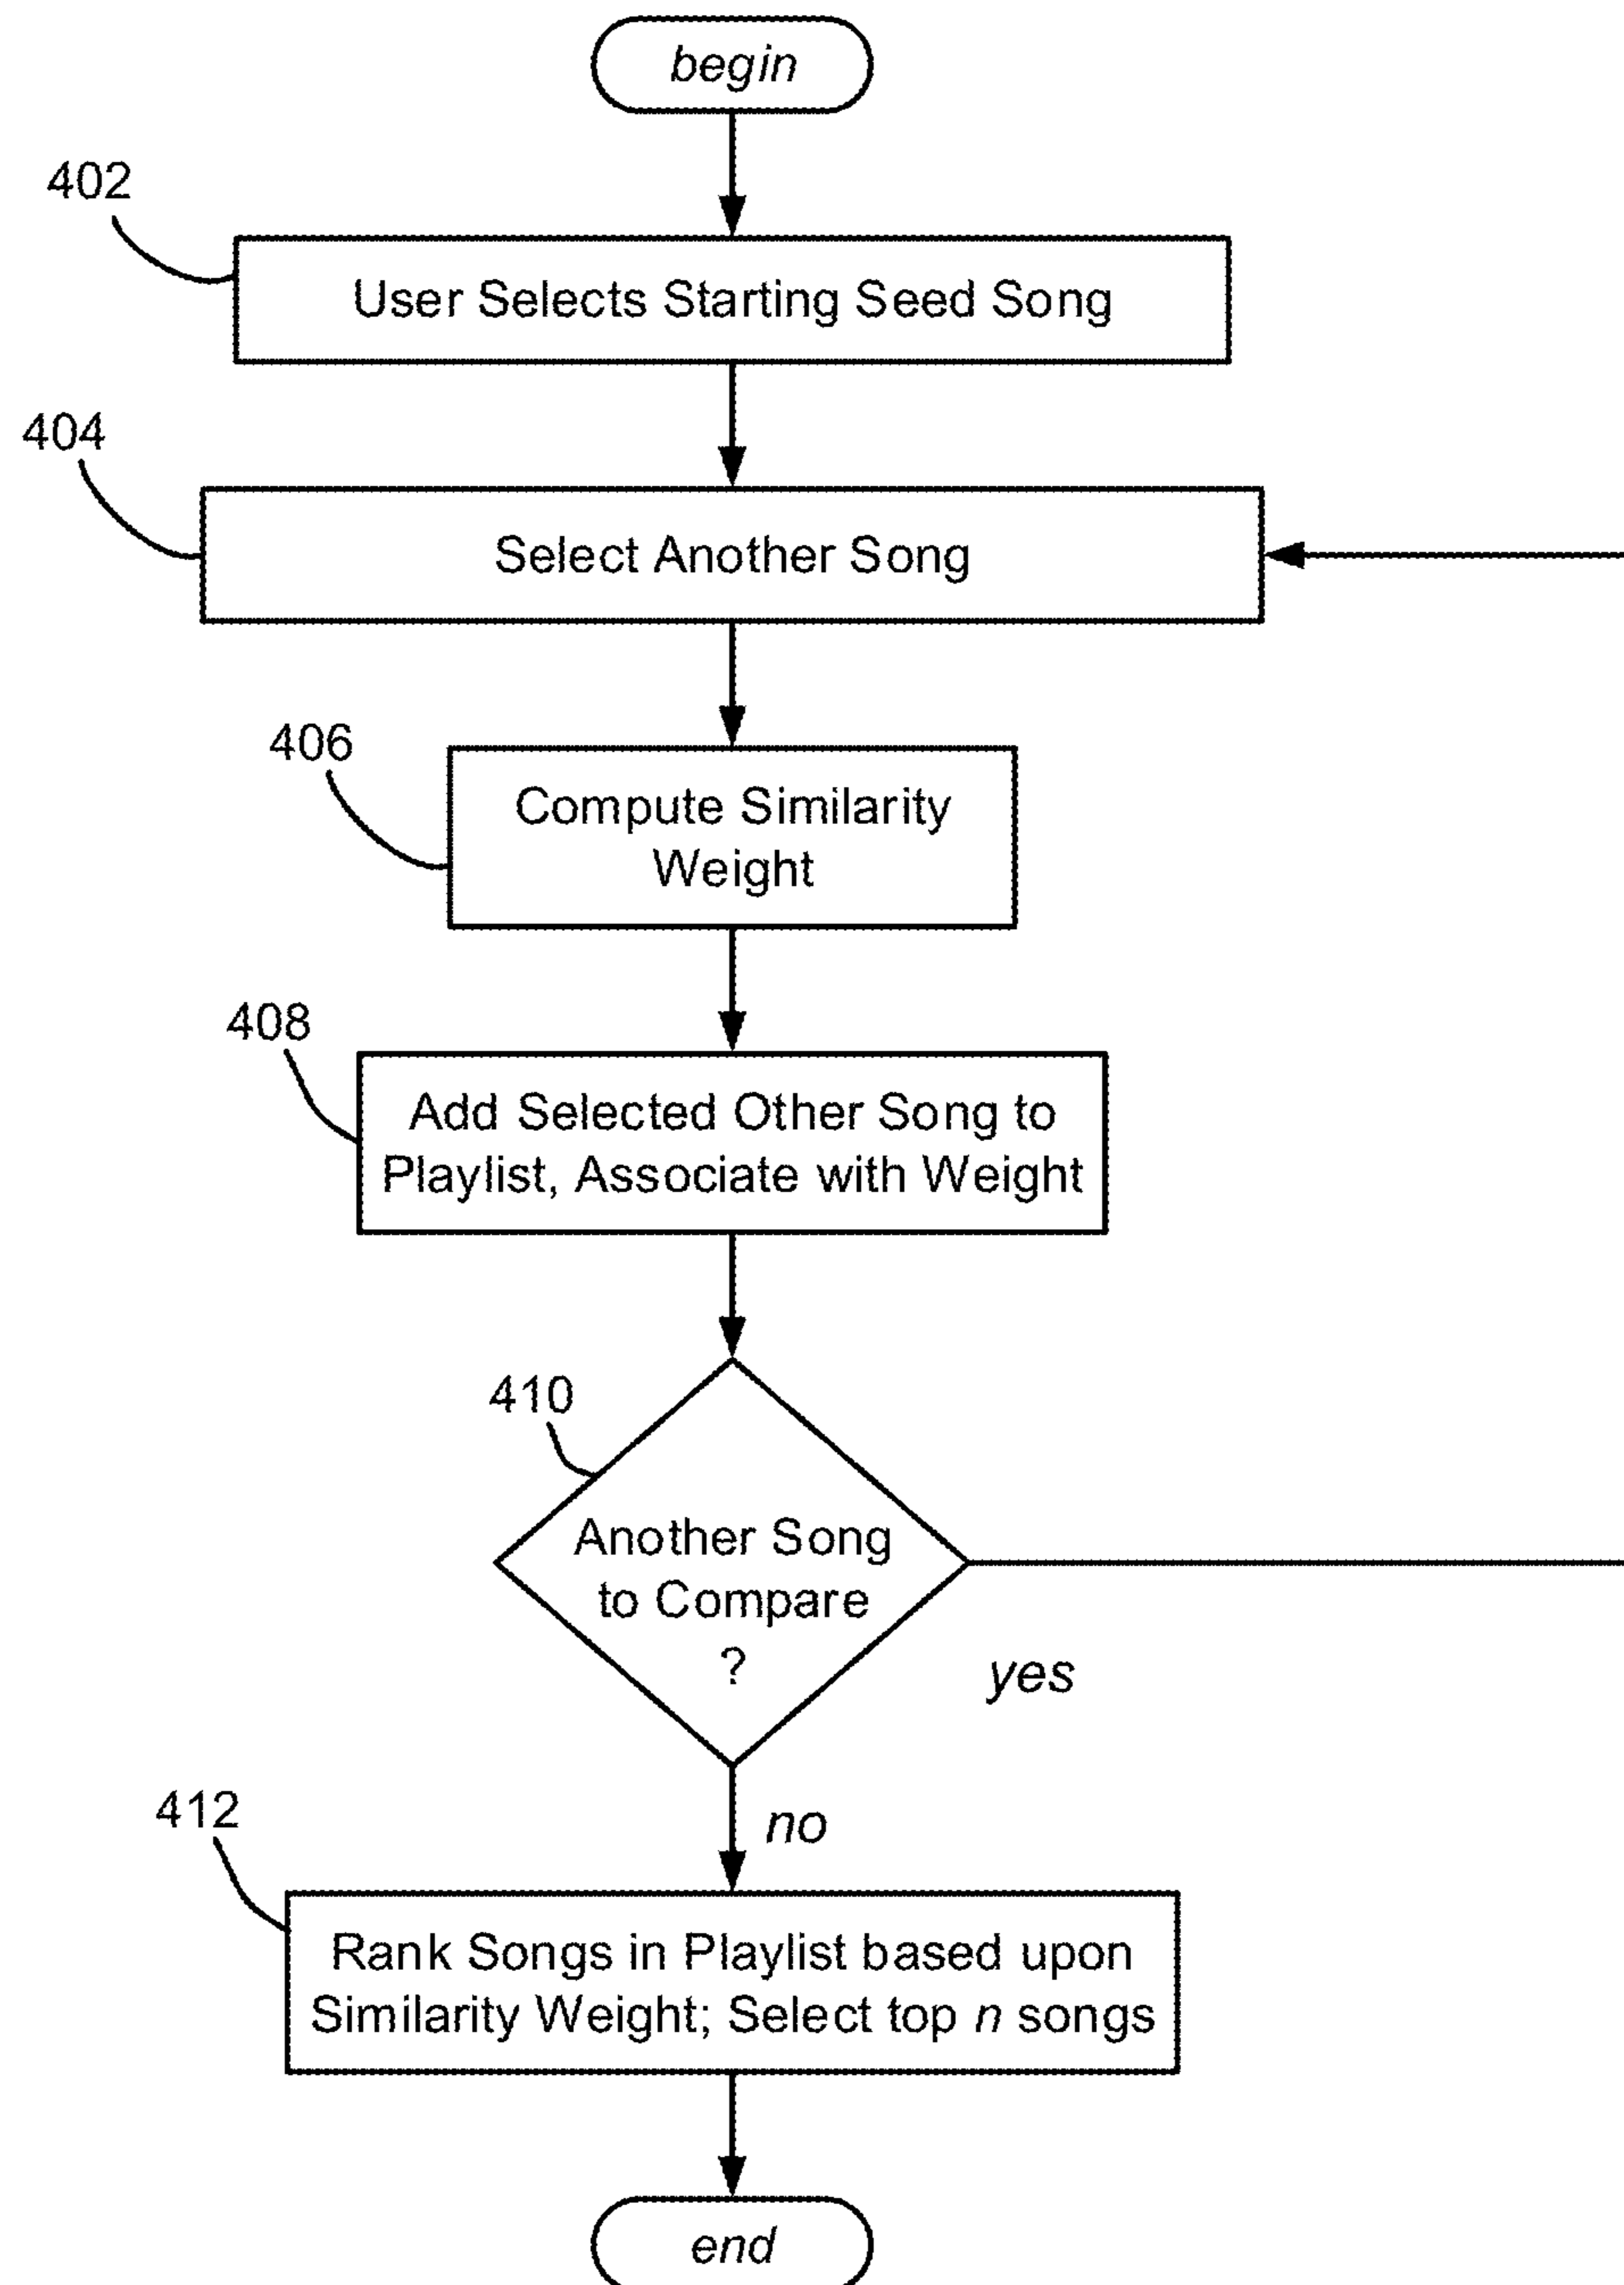 begin
402
User Selects Starting Seed Song
404
Select Another Song
406
Compute Similarity
Weight
408
Add Selected Other Song to
Playlist, Associate with Weight
410
Another Song
to Compare
?
yes
no
412
Rank Songs in Playlist based upon
Similarity Weight; Select top n songs
end